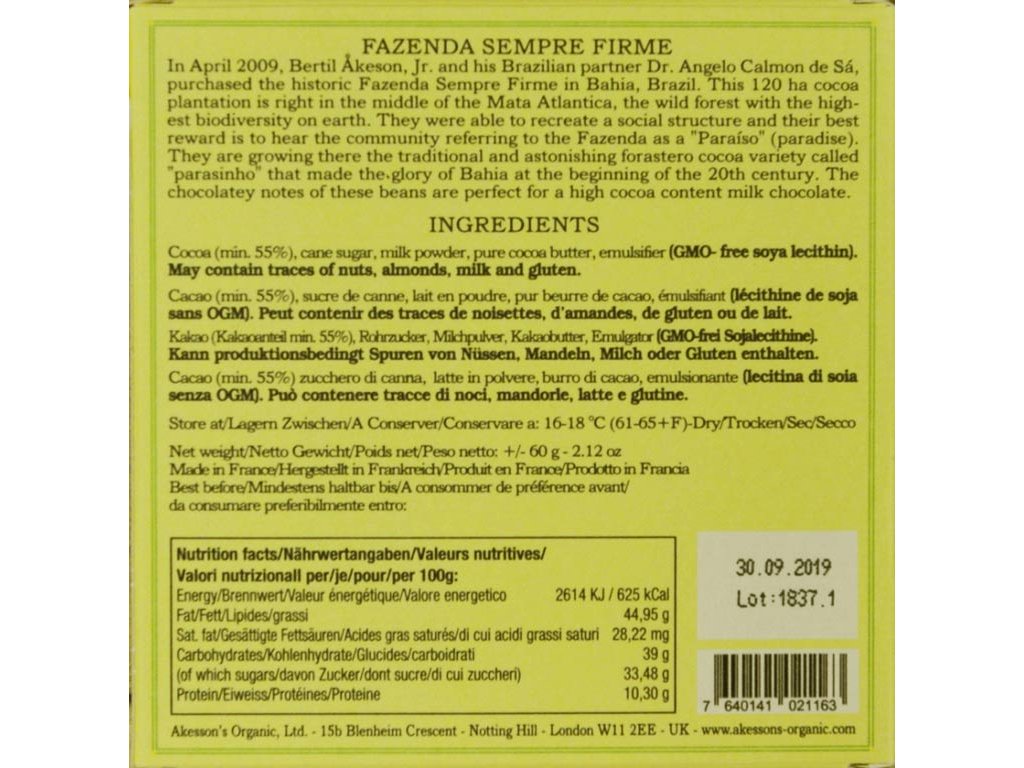 FAZENDA SEMPRE FIRME
In April 2009, Bertil Åkeson, Jr. and his Brazilian partner Dr. Angelo Calmon de Sá,
purchased the historic Fazenda Sempre Firme in Bahia, Brazil. This 120 ha cocoa
plantation is right in the middle of the Mata Atlantica, the wild forest with the high-
est biodiversity on earth. They were able to recreate a social structure and their best
reward is to hear the community referring to the Fazenda as a "Paraíso" (paradise).
They are growing there the traditional and astonishing forastero cocoa variety called
"parasinho" that made the glory of Bahia at the beginning of the 20th century. The
chocolatey notes of these beans are perfect for a high cocoa content milk chocolate.
INGREDIENTS
Cocoa (min. 55%), cane sugar, milk powder, pure cocoa butter, emulsifier (GMO- free soya lecithin).
May contain traces of nuts, almonds, milk and gluten.
Cacao (min. 55%), sucre de canne, lait en poudre, pur beurre de cacao, émulsifiant (lécithine de soja
sans OGM). Peut contenir des traces de noisettes, d'amandes, de gluten ou de lait.
Kakao (Kakaoanteil min. 55%), Rohrzucker, Milchpulver, Kakaobutter, Emulgator (GMO-frei Sojalecithine).
Kann produktionsbedingt Spuren von Nüssen, Mandeln, Milch oder Gluten enthalten.
Cacao (min. 55%) zucchero di canna, latte in polvere, burro di cacao, emulsionante (lecitina di soia
senza OGM). Può contenere tracce di noci, mandorle, latte e glutine.
Store at/Lagern Zwischen/A Conserver/Conservare a: 16-18 °C (61-65+F)-Dry/Trocken/Sec/Secco
Net weight/Netto Gewicht/Poids net/Peso netto: +/- 60 g - 2.12 oz
Made in France/Hergestellt in Frankreich/Produit en France/Prodotto in Francia
Best before/Mindestens haltbar bis/A consommer de préférence avant/
da consumare preferibilmente entro:
Nutrition facts/Nährwertangaben/Valeurs nutritives/
Valori nutrizionall per/je/pour/per 100g:
Energy/Brennwert/Valeur énergétique/Valore energetico 2614 KJ / 625 kCal
Fat/Fett/Lipides/grassi 44,95 g
Sat. fat/Gesättigte Fettsäuren/Acides gras saturés/di cui acidi grassi saturi 28,22 mg
Carbohydrates/Kohlenhydrate/Glucides/carboidrati 39 g
(of which sugars/davon Zucker/dont sucre/di cui zuccheri) 33,48 g
Protein/Eiweiss/Protéines/Proteine 10,30 g
30.09.2019
Lot:1837.1
7 640141 021163
Akesson's Organic, Ltd. - 15b Blenheim Crescent - Notting Hill - London W11 2EE - UK - www.akessons-organic.com